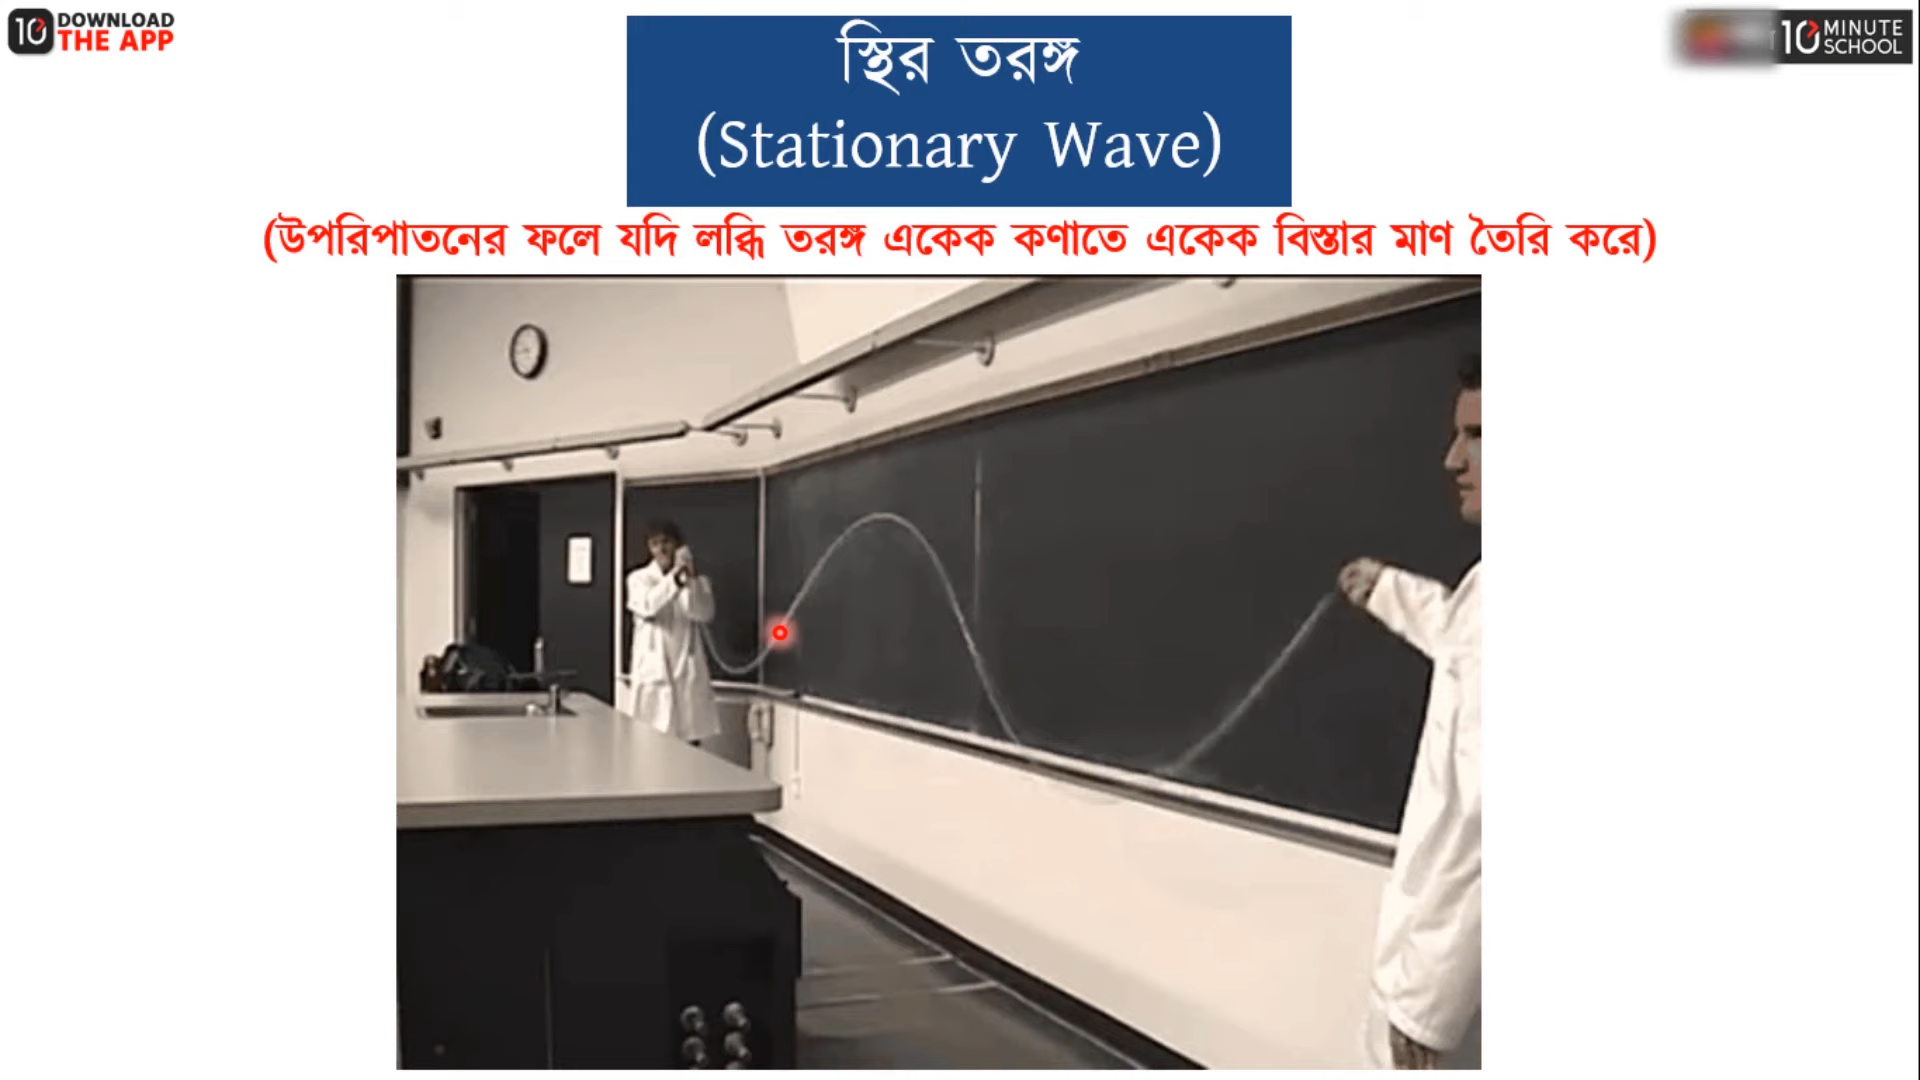 10 DOWNLOAD
THE APP
10 MINUTE
SCHOOL
স্থির তরঙ্গ
(Stationary Wave)
(উপরিপাতনের ফলে যদি লব্ধি তরঙ্গ একেক কণাতে একেক বিস্তার মাণ তৈরি করে)